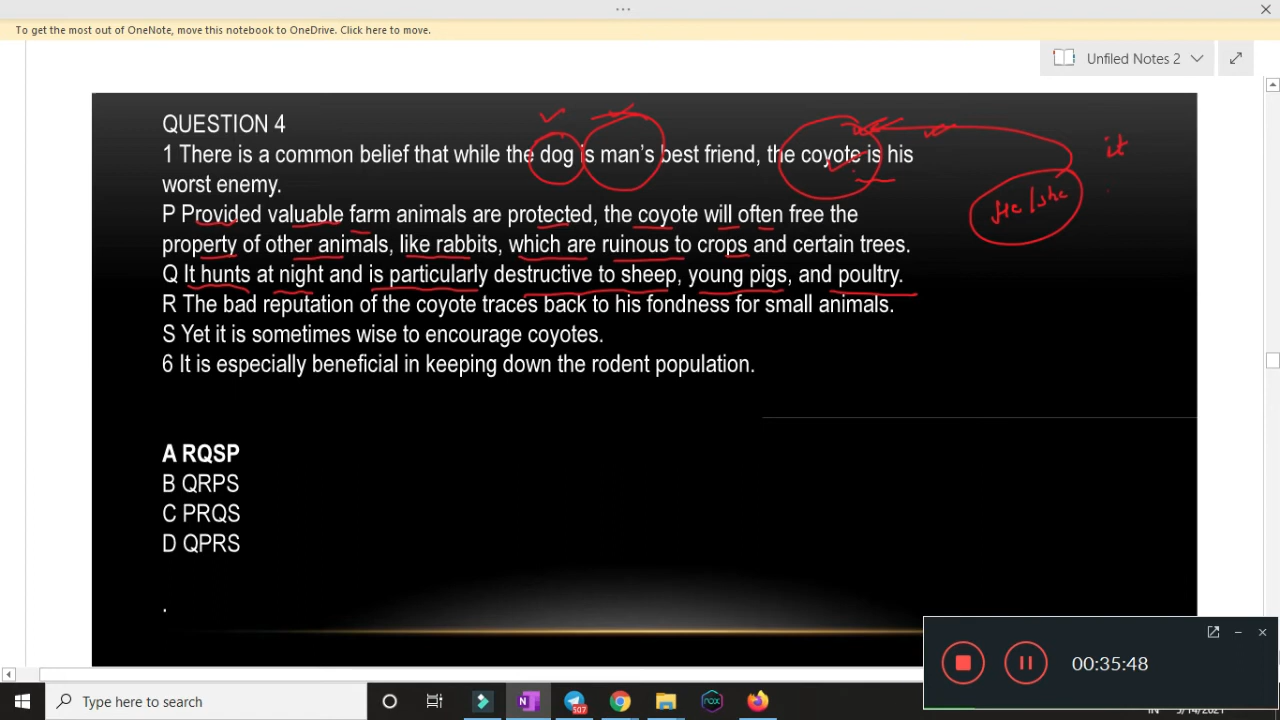 To get the most out of OneNote, move this notebook to OneDrive. Click here to move.
Unfiled Notes 2
QUESTION 4
1 There is a common belief that while the dog is man's best friend, the coyote is his
worst enemy.
it
He/she
P Provided valuable farm animals are protected, the coyote will often free the
property of other animals, like rabbits, which are ruinous to crops and certain trees.
Q It hunts at night and is particularly destructive to sheep, young pigs, and poultry.
R The bad reputation of the coyote traces back to his fondness for small animals.
S Yet it is sometimes wise to encourage coyotes.
6 It is especially beneficial in keeping down the rodent population.
A RQSP
B QRPS
C PRQS
D QPRS
.
00:35:48
Type here to search
507
nox
IN